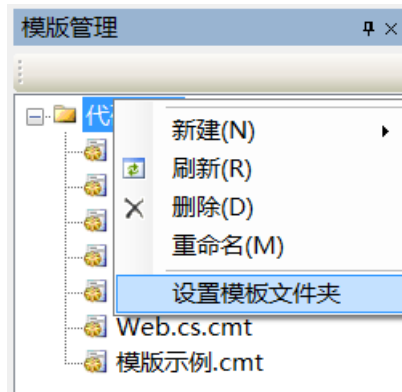 模版管理
代
新建(N)
刷新(R)
删除(D)
重命名(M)
设置模板文件夹
Web.cs.cmt
模版示例.cmt